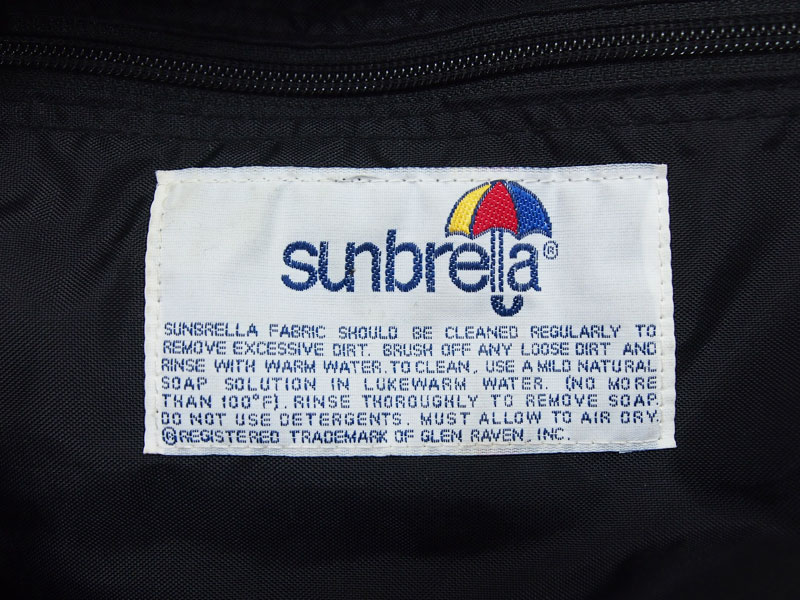 sunbrella®
SUNBRELLA FABRIC SHOULD BE CLEANED REGULARLY TO
REMOVE EXCESSIVE DIRT. BRUSH OFF ANY LOOSE DIRT AND
RINSE WITH WARM WATER. TO CLEAN, USE A MILD NATURAL
SOAP SOLUTION IN LUKEWARM WATER. (NO MORE
THAN 100°F). RINSE THOROUGHLY TO REMOVE SOAP.
DO NOT USE DETERGENTS. MUST ALLOW TO AIR DRY.
®REGISTERED TRADEMARK OF GLEN RAVEN, INC.